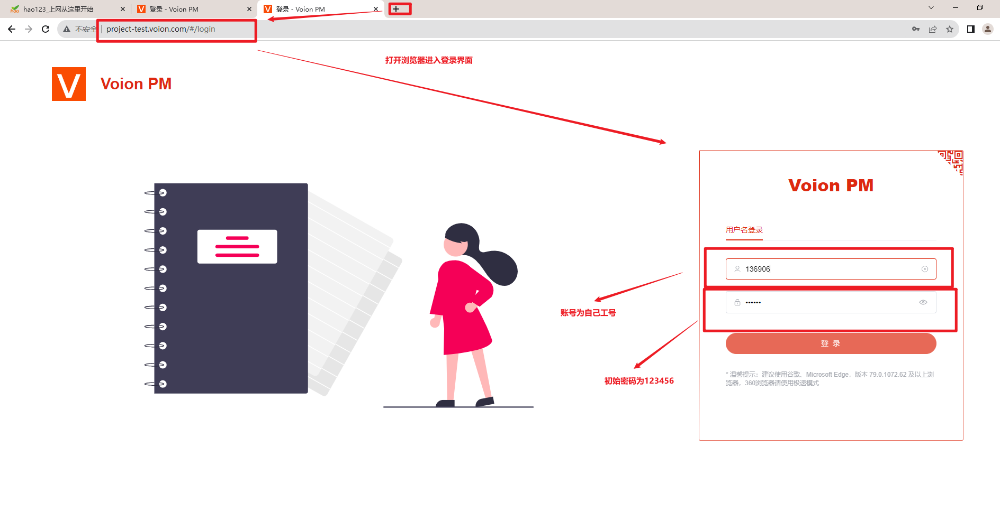 hao123_上网从这里开始
登录 - Voion PM
登录 - Voion PM
不安全 project-test.voion.com/#/login
打开浏览器进入登录界面
V Voion PM
Voion PM
用户名登录
136906
账号为自己工号
••••••
登 录
初始密码为123456
* 温馨提示：建议使用谷歌、Microsoft Edge，版本 79.0.1072.62 及以上浏
览器，360浏览器请使用极速模式